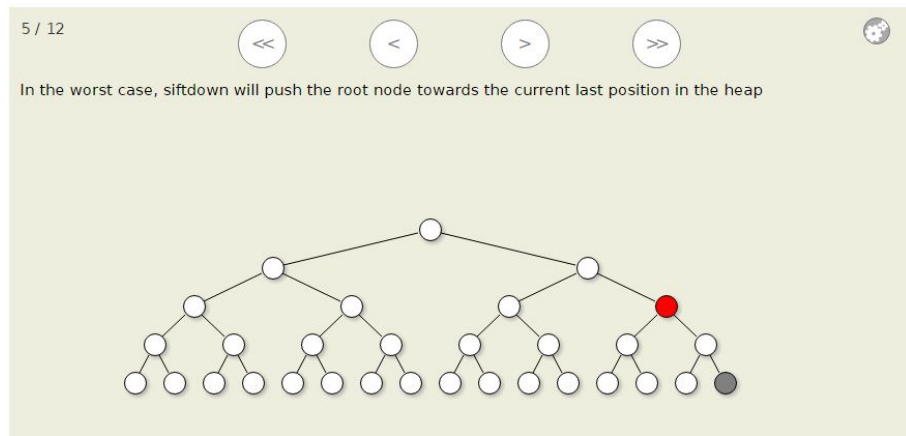 5 / 12
<< < > >>
In the worst case, siftdown will push the root node towards the current last position in the heap